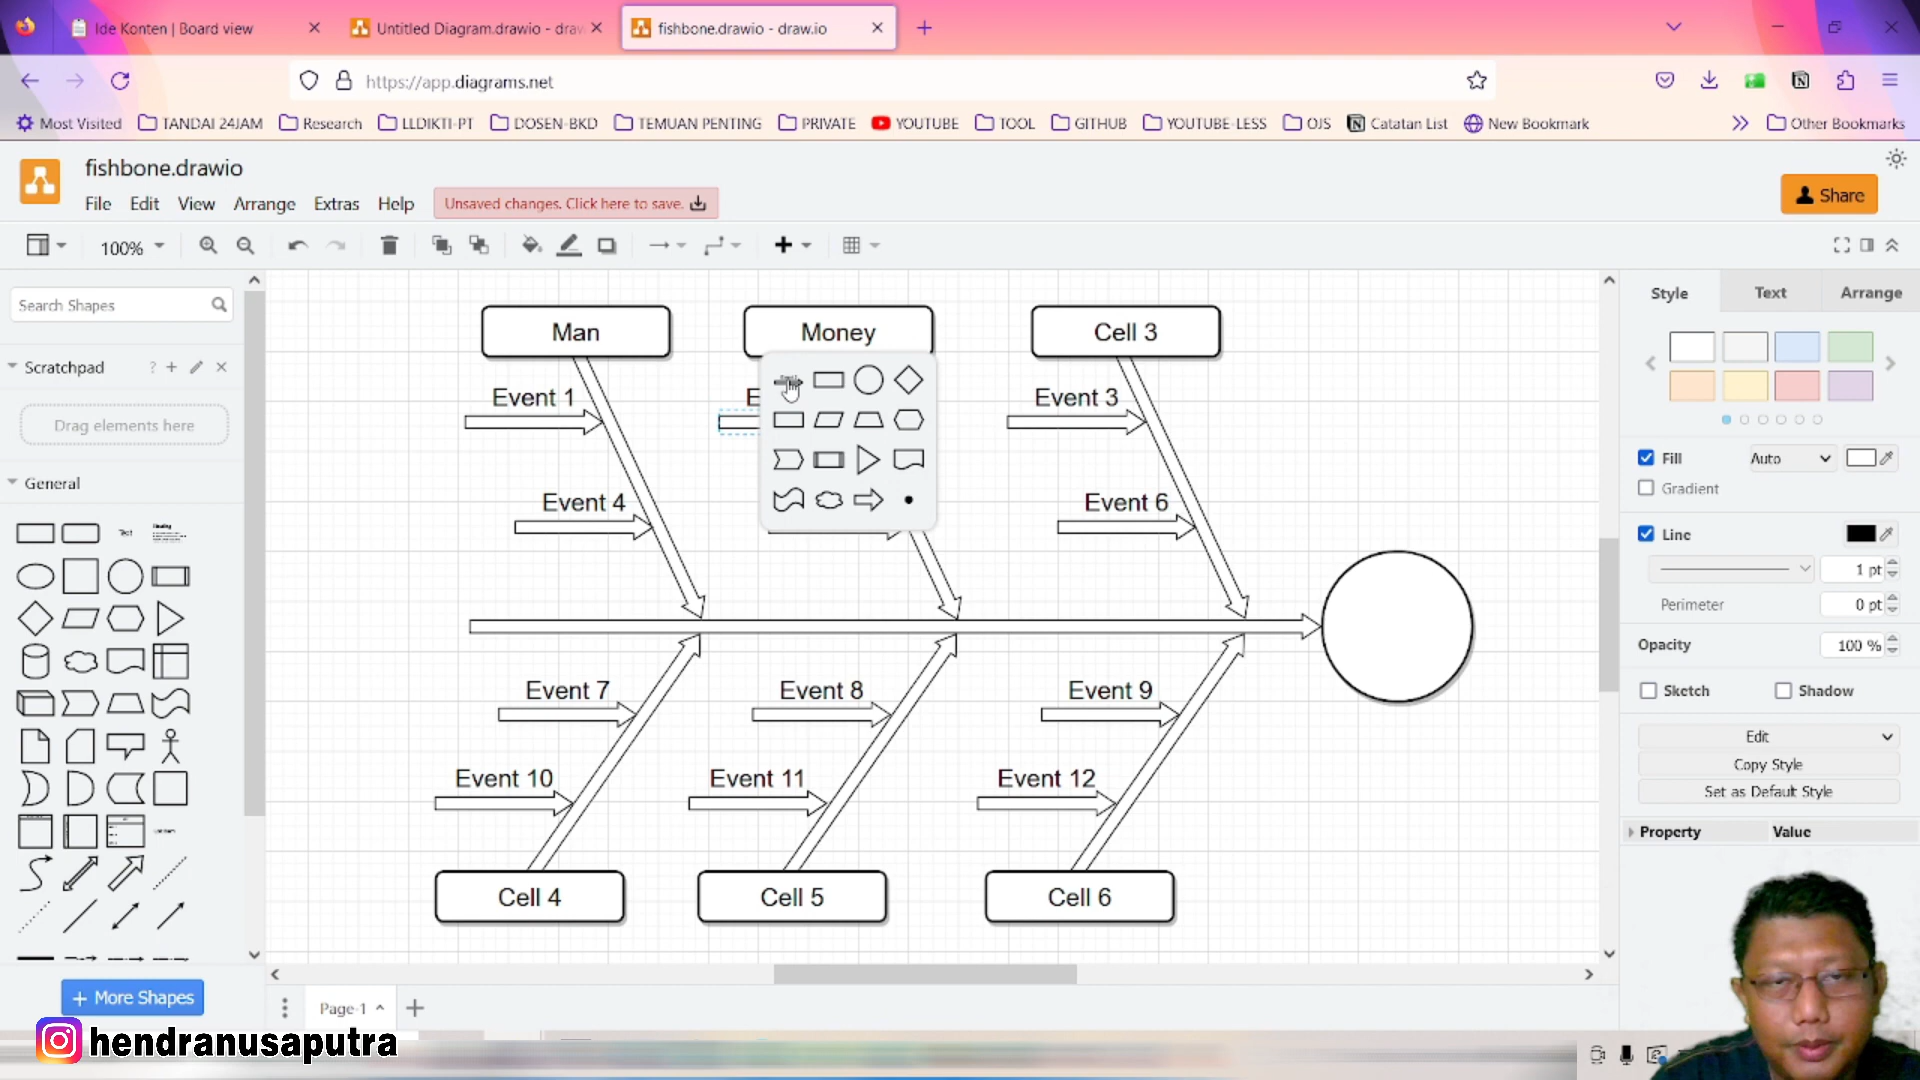 Ide Konten | Board view
Untitled Diagram.drawio - draw
fishbone.drawio - draw.io
https://app.diagrams.net
Most Visited
TANDAI 24JAM
Research
LLDIKTI-PT
DOSEN-BKD
TEMUAN PENTING
PRIVATE
YOUTUBE
TOOL
GITHUB
YOUTUBE-LESS
OJS
Catatan List
New Bookmark
Other Bookmarks
fishbone.drawio
File Edit View Arrange Extras Help
Unsaved changes. Click here to save.
Share
100%
Search Shapes
Scratchpad
?
Drag elements here
General
Text
Heading
More Shapes
Man
Money
Cell 3
Event 1
E
Event 3
Event 4
Event 6
Event 7
Event 8
Event 9
Event 10
Event 11
Event 12
Cell 4
Cell 5
Cell 6
Page-1
Style
Text
Arrange
Fill
Auto
Gradient
Line
1 pt
Perimeter
0 pt
Opacity
100 %
Sketch
Shadow
Edit
Copy Style
Set as Default Style
Property
Value
hendranusaputra